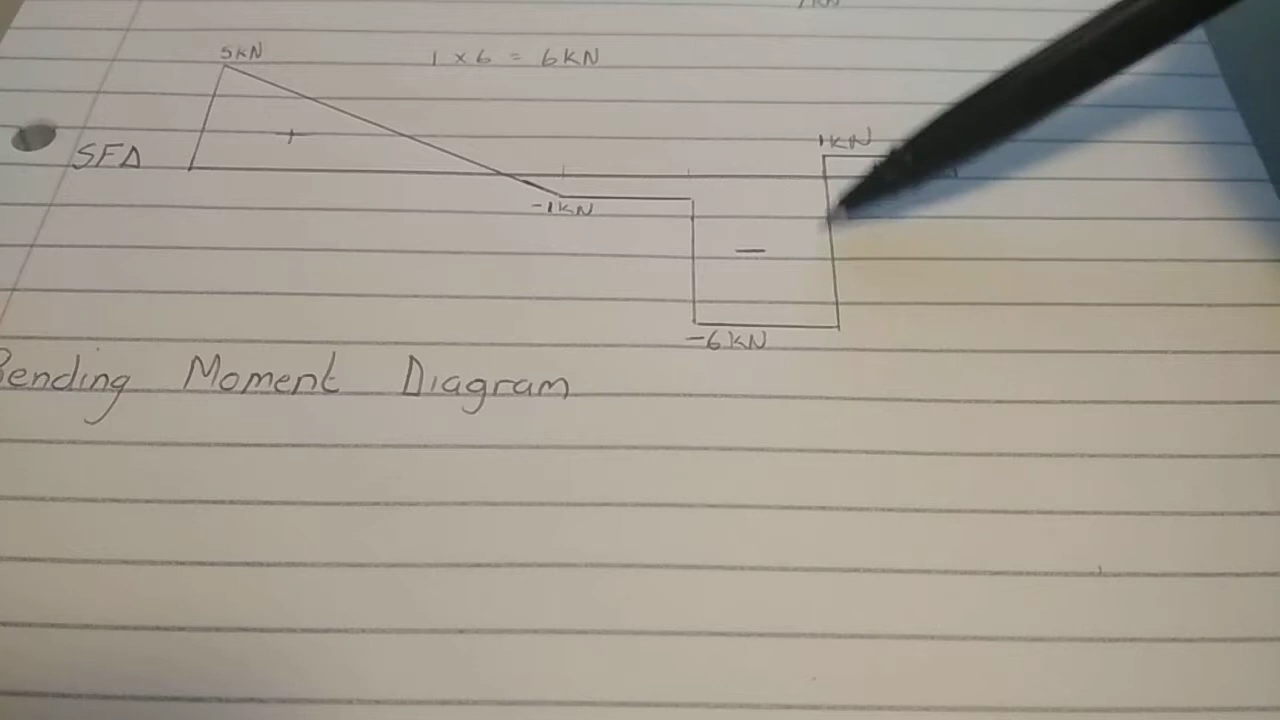 5KN 1 x 6 = 6KN
1KN
SFD
-1KN
-6KN
Bending Moment Diagram